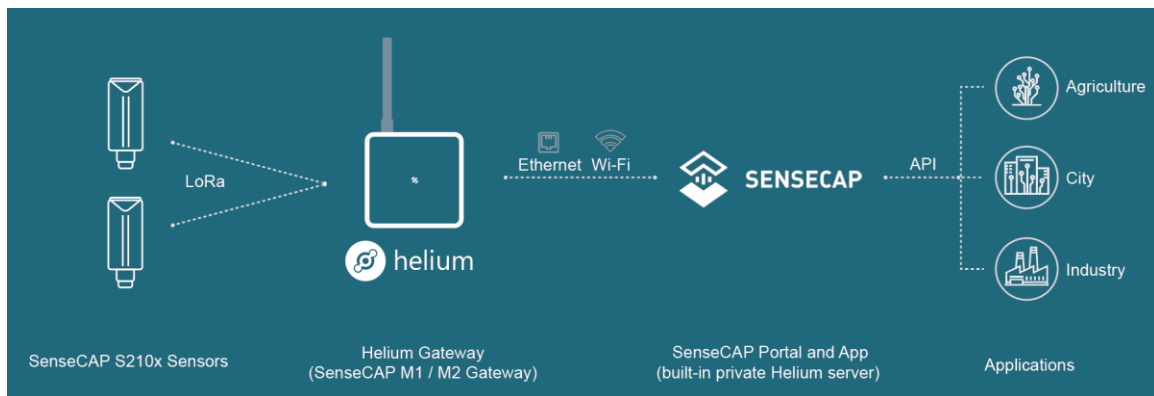 LoRa
helium
Ethernet Wi-Fi
SENSECAP
API
Agriculture
City
Industry
SenseCAP S210x Sensors
Helium Gateway
(SenseCAP M1 / M2 Gateway)
SenseCAP Portal and App
(built-in private Helium server)
Applications